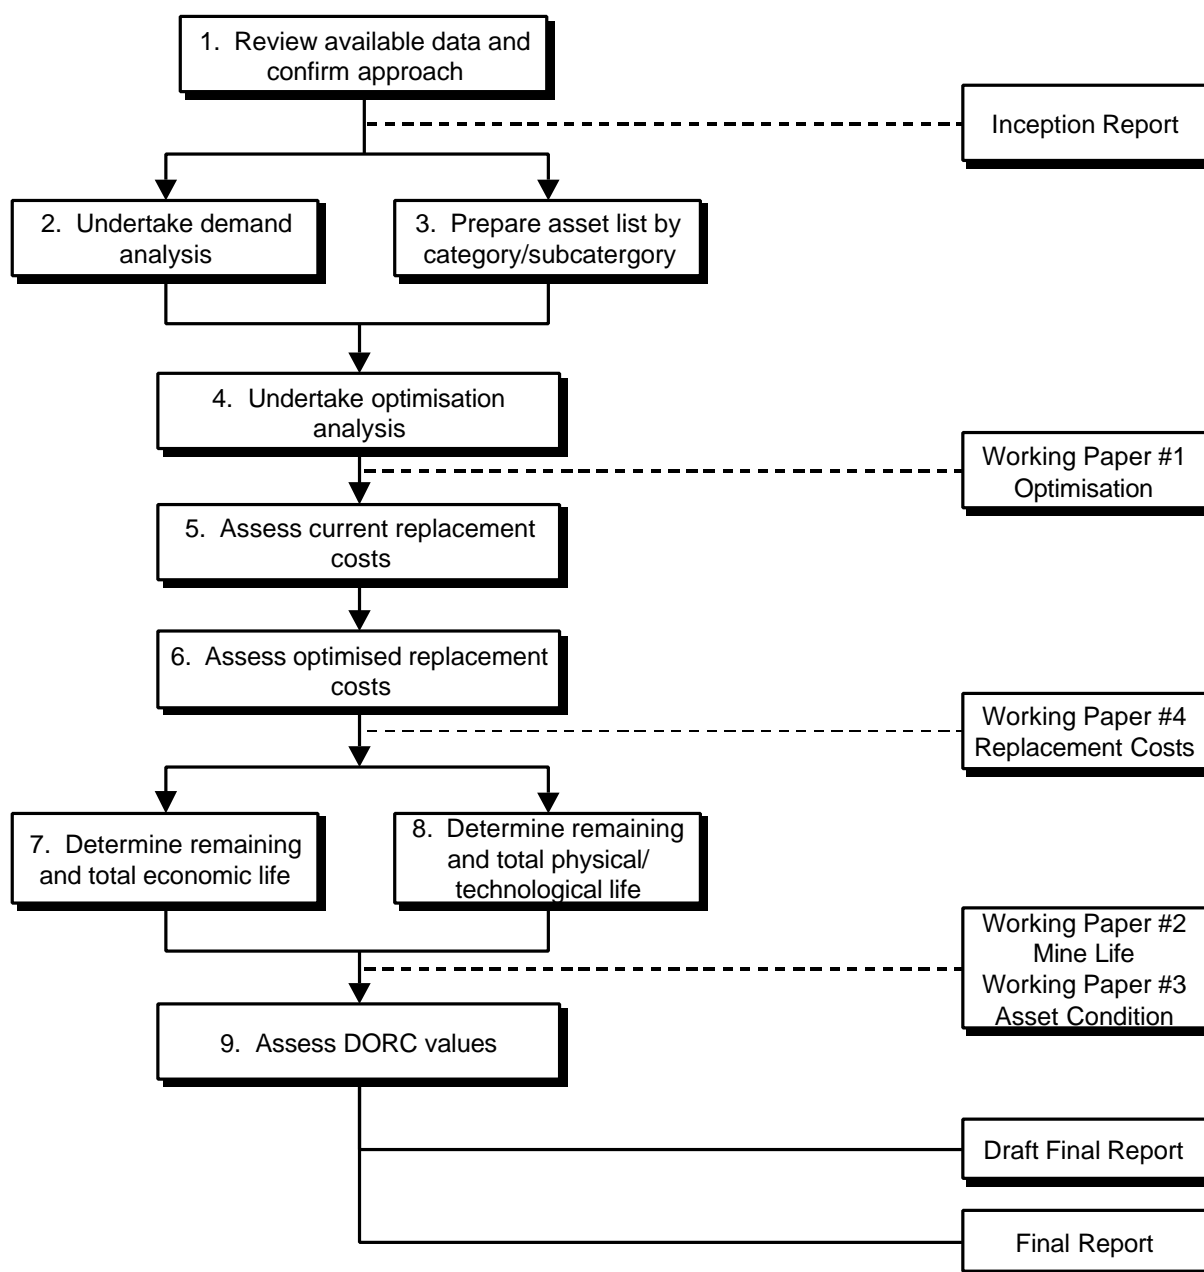 1. Review available data and
confirm approach
Inception Report
2. Undertake demand
analysis
3. Prepare asset list by
category/subcatergory
4. Undertake optimisation
analysis
Working Paper #1
Optimisation
5. Assess current replacement
costs
6. Assess optimised replacement
costs
Working Paper #4
Replacement Costs
7. Determine remaining
and total economic life
8. Determine remaining
and total physical/
technological life
Working Paper #2
Mine Life
Working Paper #3
Asset Condition
9. Assess DORC values
Draft Final Report
Final Report